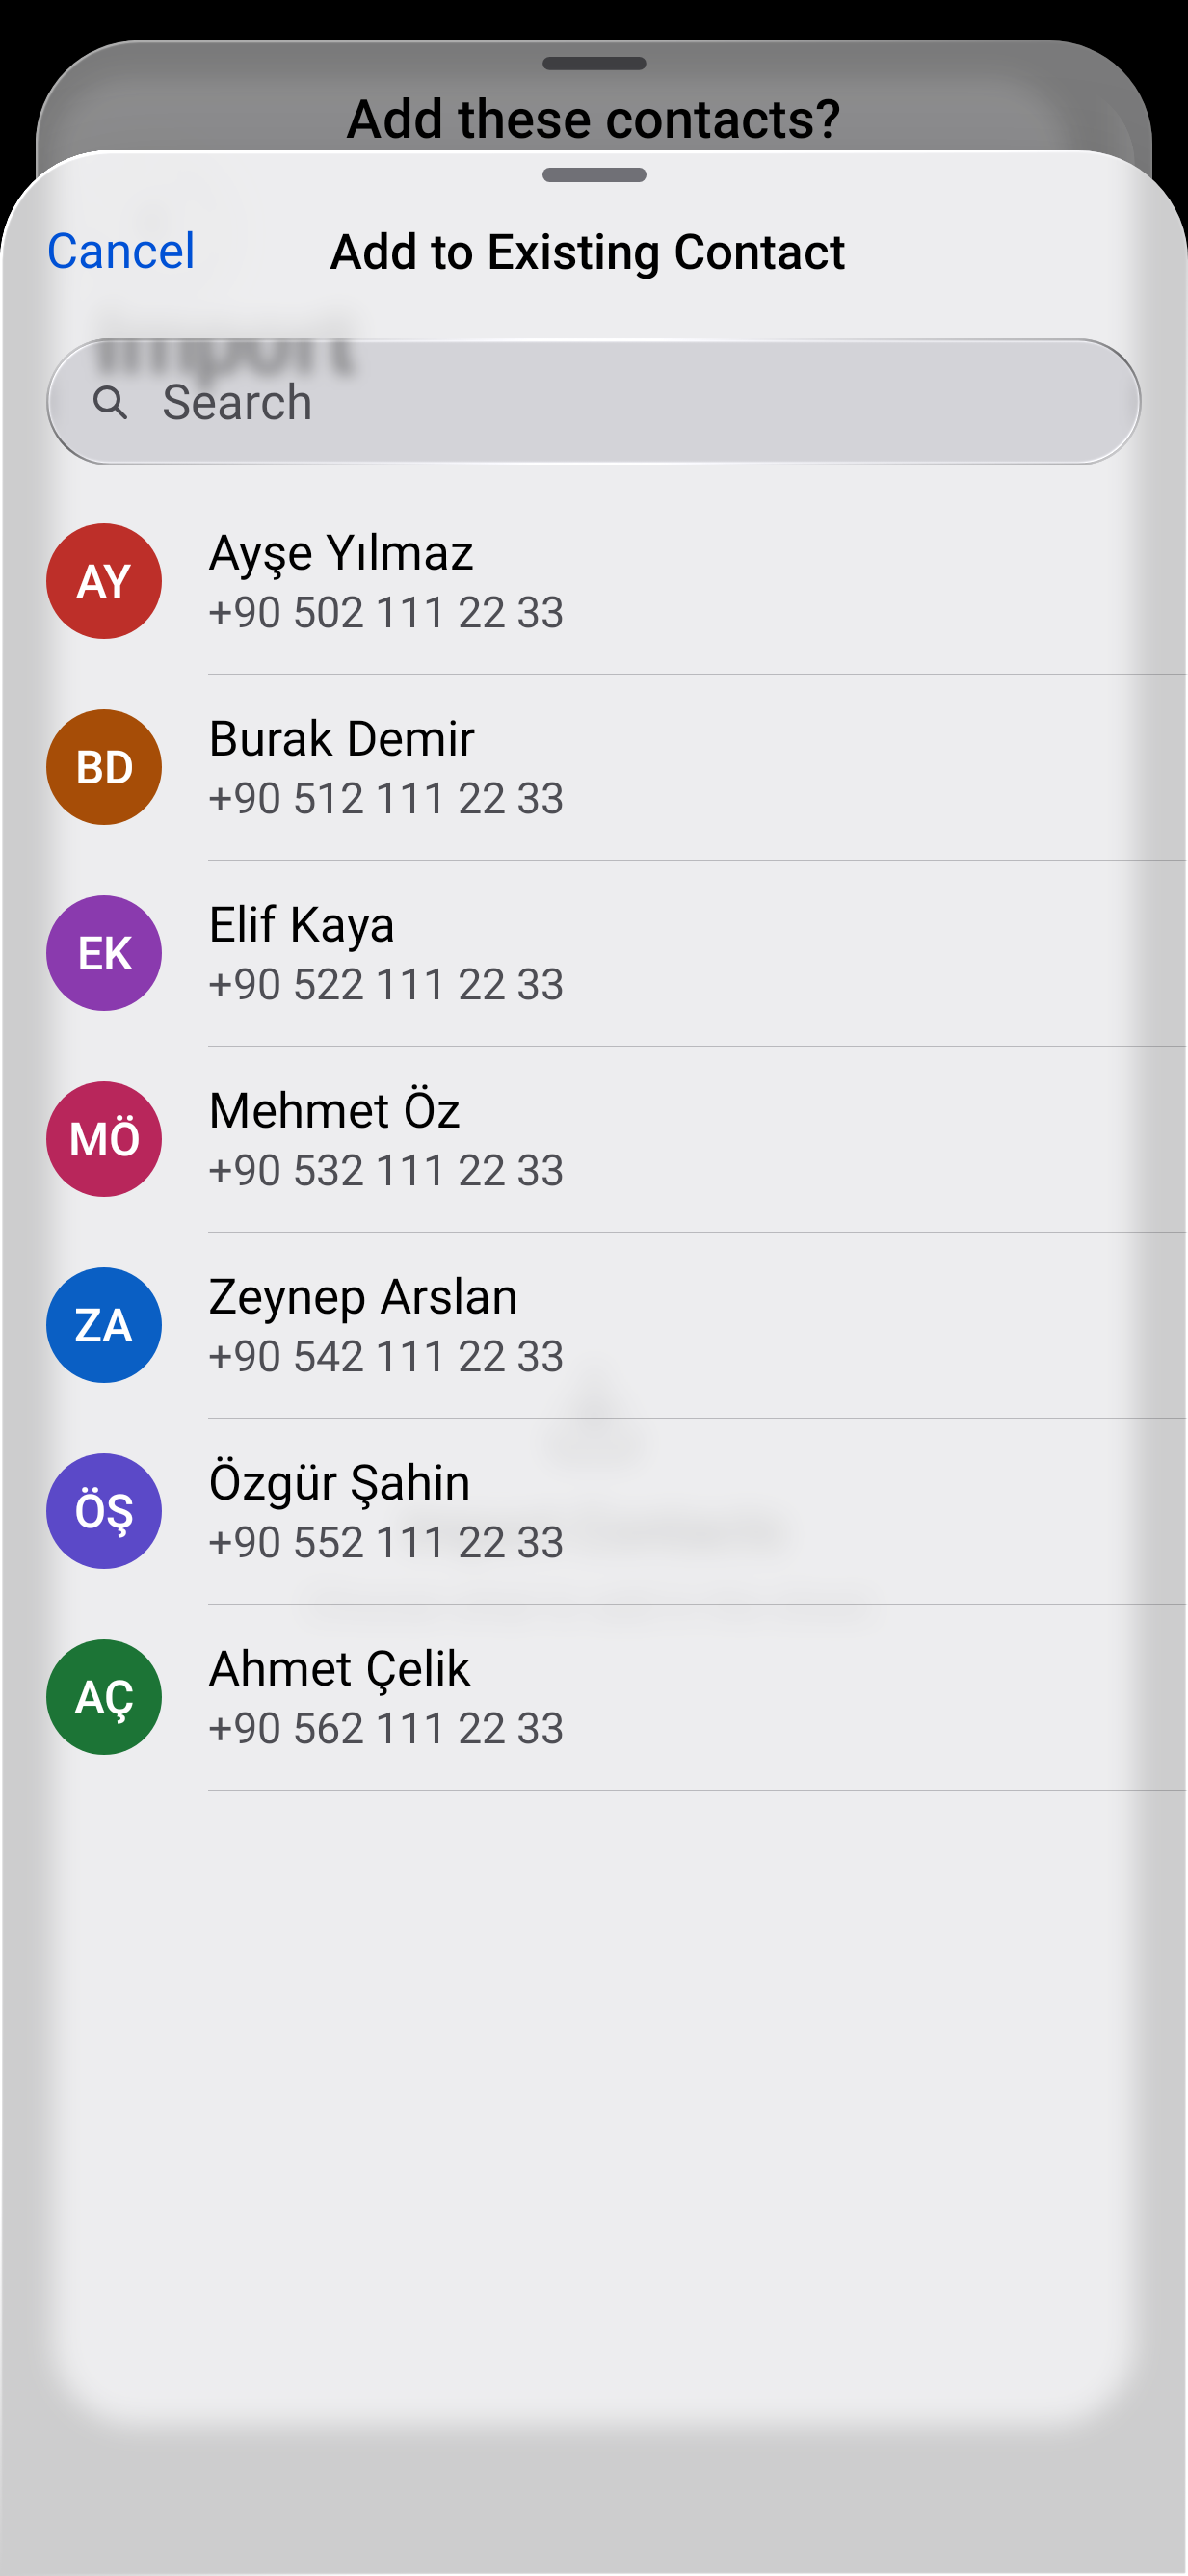 Add these contacts?
Cancel
Add to Existing Contact
Import
Search
AY
Ayşe Yılmaz
+90 502 111 22 33
BD
Burak Demir
+90 512 111 22 33
EK
Elif Kaya
+90 522 111 22 33
MÖ
Mehmet Öz
+90 532 111 22 33
ZA
Zeynep Arslan
+90 542 111 22 33
ÖŞ
Özgür Şahin
+90 552 111 22 33
AÇ
Ahmet Çelik
+90 562 111 22 33